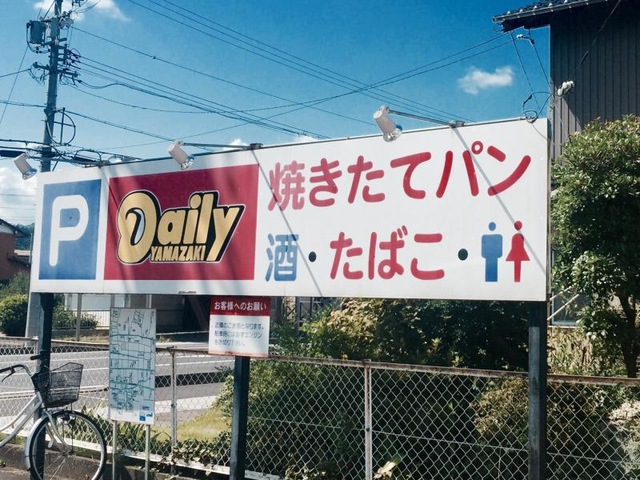 P
Daily
YAMAZAKI
焼きたてパン
酒・たばこ・
お客様へのお願い